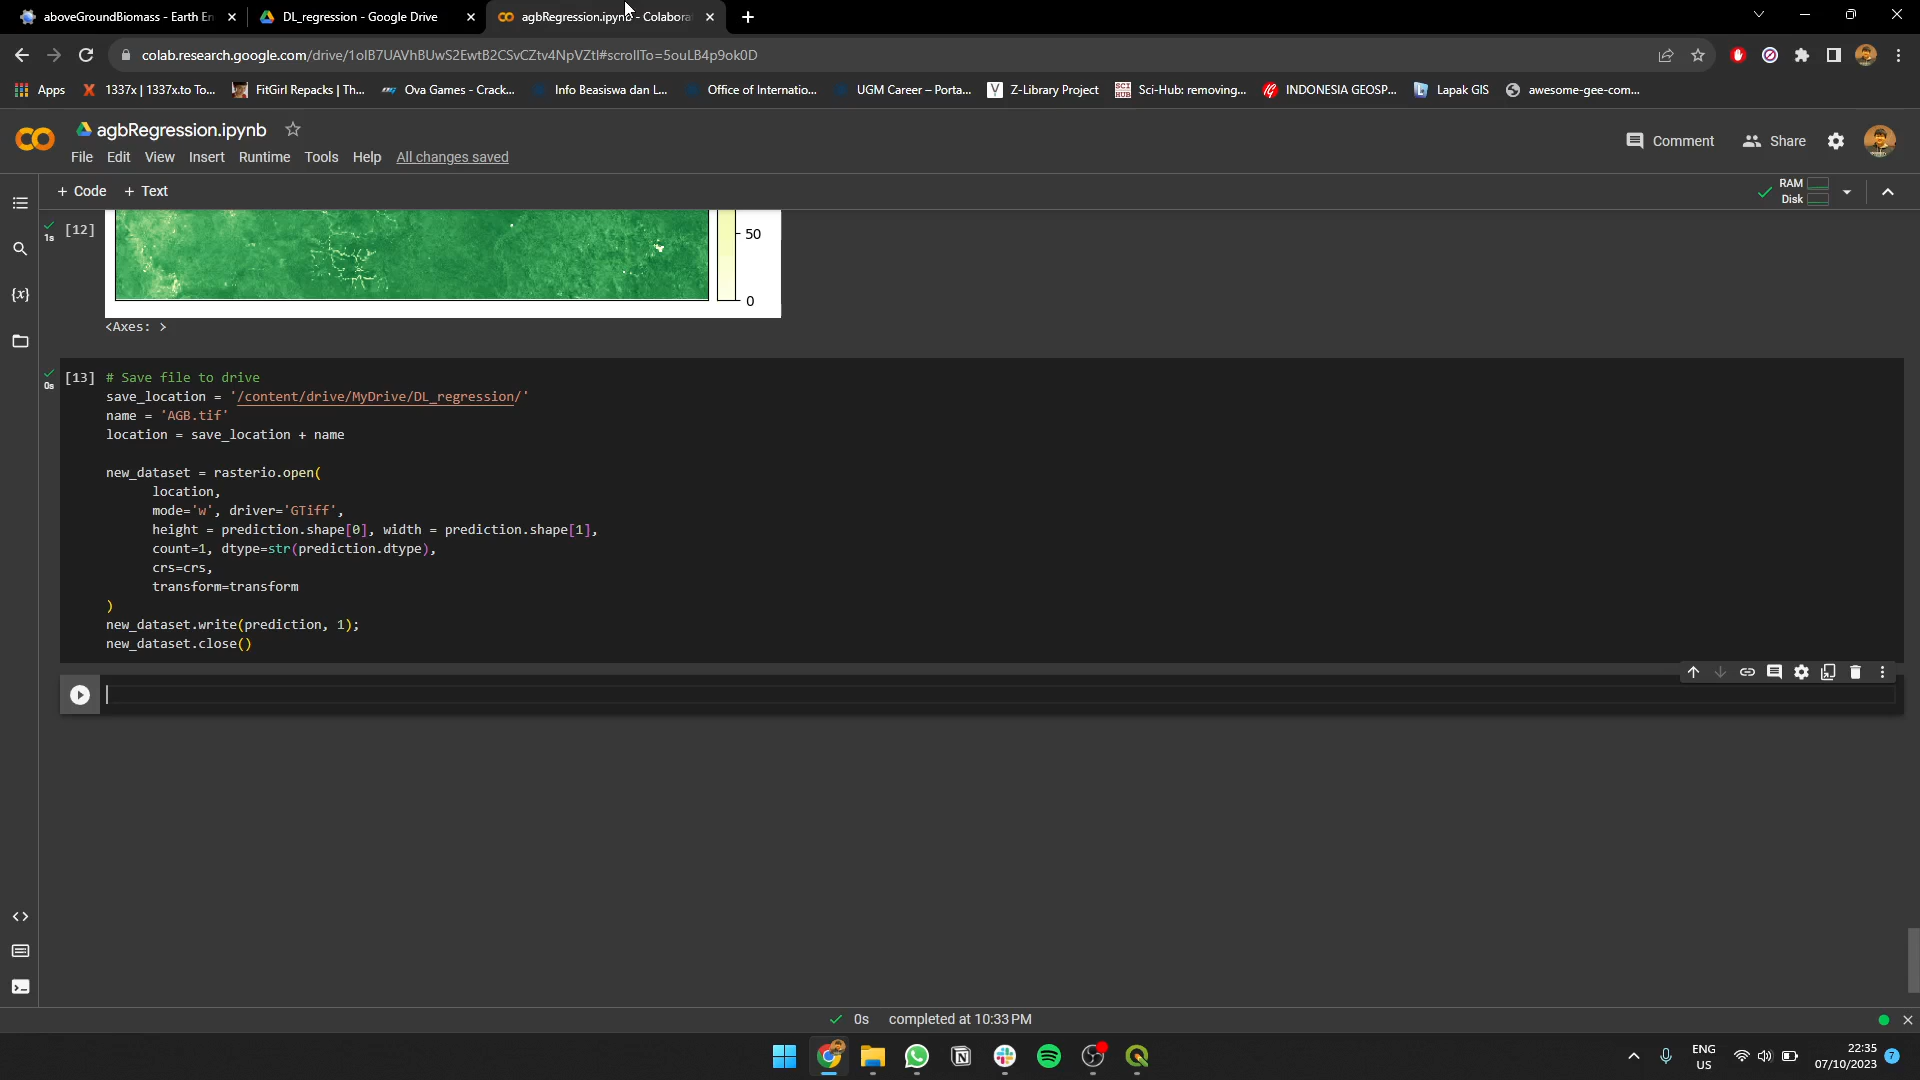 aboveGroundBiomass - Earth En
DL_regression - Google Drive
agbRegression.ipynb - Colabora
colab.research.google.com/drive/1oIB7UAVhBUwS2EwtB2CSvCZtv4NpVZtI#scrollTo=5ouLB4p9ok0D
Apps
1337x | 1337x.to To...
FitGirl Repacks | Th...
Ova Games - Crack...
Info Beasiswa dan L...
Office of Internatio...
UGM Career – Porta...
Z-Library Project
Sci-Hub: removing...
INDONESIA GEOSP...
Lapak GIS
awesome-gee-com...
agbRegression.ipynb
Comment
Share
File Edit View Insert Runtime Tools Help All changes saved
+ Code + Text
RAM
Disk
1s
[12]
50
0
<Axes: >
0s
[13] # Save file to drive
save_location = '/content/drive/MyDrive/DL_regression/'
name = 'AGB.tif'
location = save_location + name
new_dataset = rasterio.open(
location,
mode='w', driver='GTiff',
height = prediction.shape[0], width = prediction.shape[1],
count=1, dtype=str(prediction.dtype),
crs=crs,
transform=transform
)
new_dataset.write(prediction, 1);
new_dataset.close()
0s completed at 10:33 PM
ENG
US
22:35
07/10/2023
7